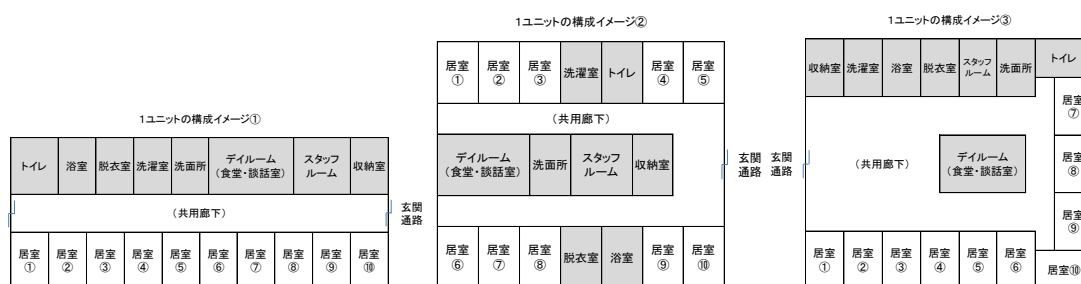 1ユニットの構成イメージ①
トイレ 浴室 脱衣室 洗濯室 洗面所 デイルーム
(食堂・談話室) スタッフ
ルーム 収納室
(共用廊下)
玄関
通路
居室
① 居室
② 居室
③ 居室
④ 居室
⑤ 居室
⑥ 居室
⑦ 居室
⑧ 居室
⑨ 居室
⑩
1ユニットの構成イメージ②
居室
① 居室
② 居室
③ 洗濯室 トイレ 居室
④ 居室
⑤
(共用廊下)
デイルーム
(食堂・談話室) 洗面所 スタッフ
ルーム 収納室
玄関
通路
居室
⑥ 居室
⑦ 居室
⑧ 脱衣室 浴室 居室
⑨ 居室
⑩
1ユニットの構成イメージ③
収納室 洗濯室 浴室 脱衣室 スタッフ
ルーム 洗面所 トイレ
居室
⑦
玄関
通路
(共用廊下)
デイルーム
(食堂・談話室)
居室
⑧
居室
⑨
居室
① 居室
② 居室
③ 居室
④ 居室
⑤ 居室
⑥
居室⑩